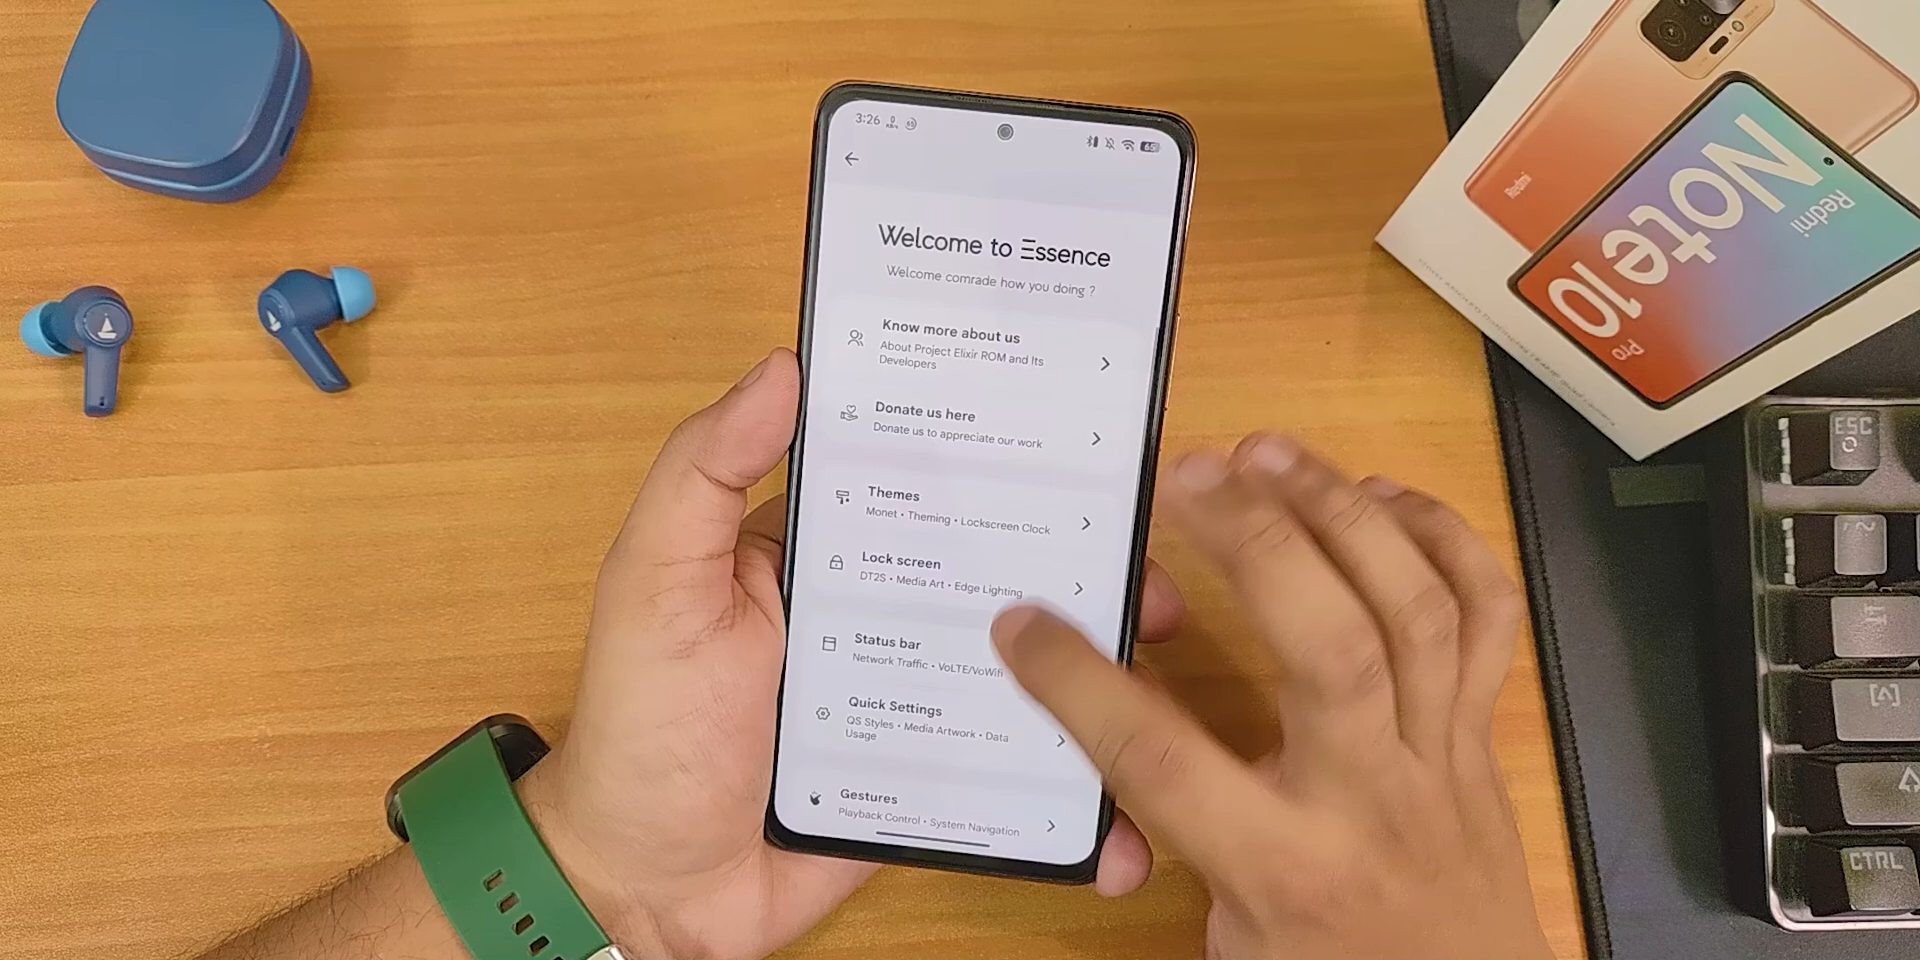 3:26
65
Welcome to Essence
Welcome comrade how you doing ?
Know more about us
About Project Elixir ROM and Its
Developers
Donate us here
Donate us to appreciate our work
Themes
Monet • Theming • Lockscreen Clock
Lock screen
DT2S • Media Art • Edge Lighting
Status bar
Network Traffic • VoLTE/VoWifi
Quick Settings
QS Styles • Media Artwork • Data
Usage
Gestures
Playback Control • System Navigation
Redmi
Redmi
Note 10
Pro
ESC
CTRL